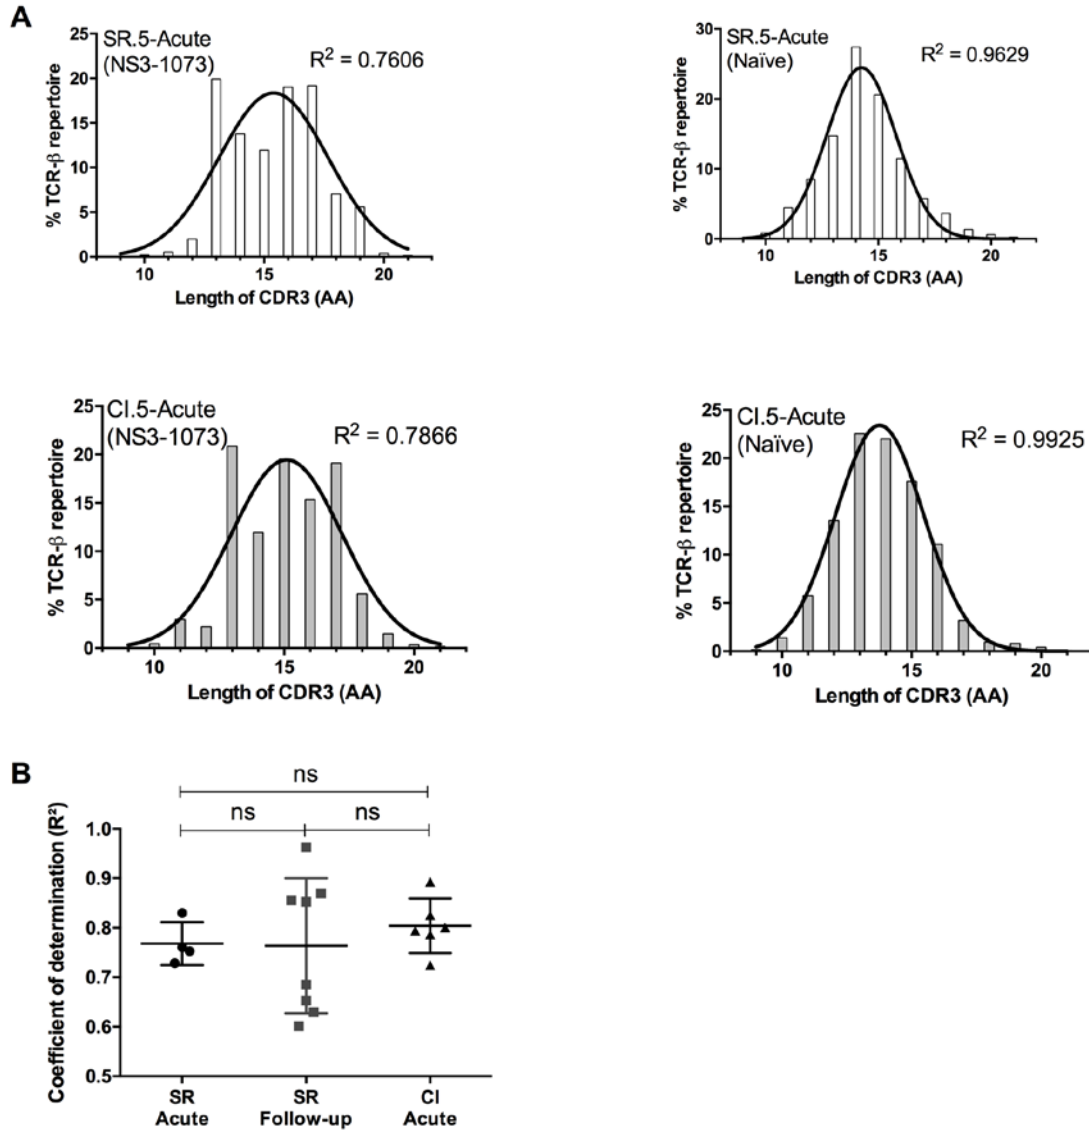 A
SR.5-Acute
(NS3-1073)
R² = 0.7606
% TCR-β repertoire
25
20
15
10
5
0
10 15 20
Length of CDR3 (AA)
SR.5-Acute
(Naïve)
R² = 0.9629
% TCR-β repertoire
30
20
10
0
10 15 20
Length of CDR3 (AA)
CI.5-Acute
(NS3-1073)
R² = 0.7866
% TCR-β repertoire
25
20
15
10
5
0
10 15 20
Length of CDR3 (AA)
CI.5-Acute
(Naïve)
R² = 0.9925
% TCR-β repertoire
25
20
15
10
5
0
10 15 20
Length of CDR3 (AA)
B
ns
ns ns
Coefficient of determination (R²)
1.0
0.9
0.8
0.7
0.6
0.5
SR Acute
SR Follow-up
CI Acute